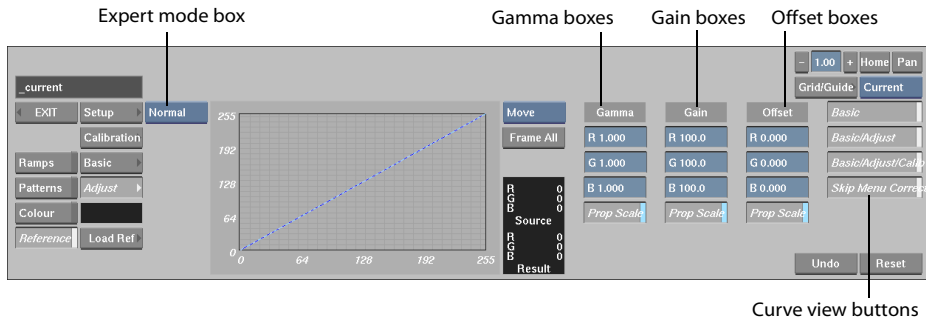 Expert mode box
Gamma boxes Gain boxes Offset boxes
- 1.00 + Home Pan
_current
Grid/Guide Current
EXIT Setup Normal
255
Move
Gamma Gain Offset
Basic
Calibration
Frame All
R 1.000 R 100.0 R 0.000
Basic/Adjust
192
Ramps Basic
G 1.000 G 100.0 G 0.000
Basic/Adjust/Calib
128
Patterns Adjust
R 0
G 0
B 0
Source
B 1.000 B 100.0 B 0.000
Skip Menu Correc
64
Colour
Prop Scale Prop Scale Prop Scale
Reference Load Ref
R 0
G 0
B 0
Result
0
0 64 128 192 255
Undo Reset
Curve view buttons